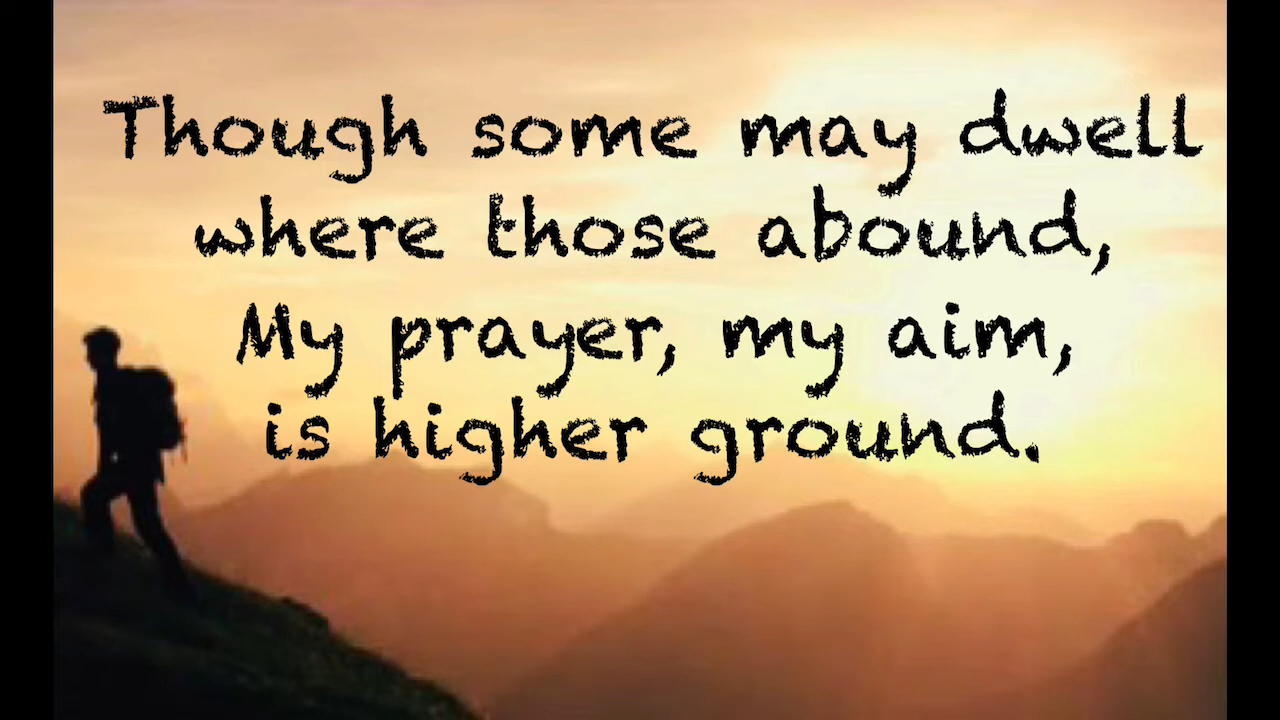 Though some may dwell
where those abound,
My prayer, my aim,
is higher ground.